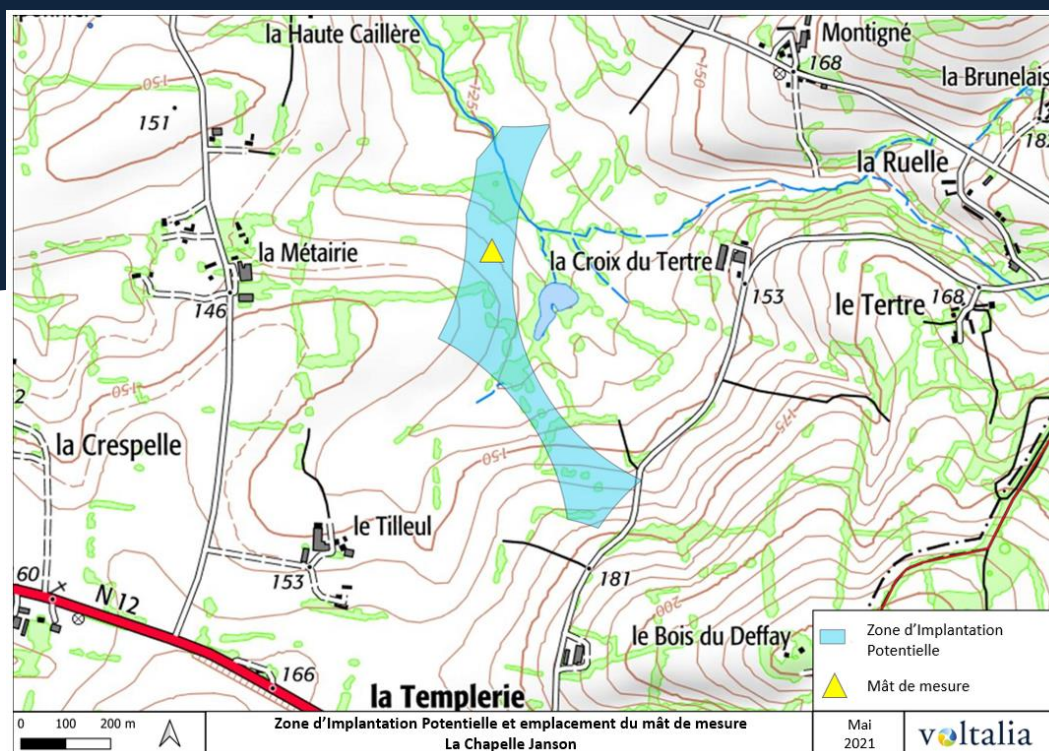 la Haute Caillère
Montigné
168
la Brunelais
150
125
150
151
182
la Ruelle
la Métairie
la Croix du Tertre
146
153
le Tertre
168
150
175
la Crespelle
150
le Tilleul
153
181
60
N 12
200
le Bois du Deffay
166
la Templerie
Zone d'Implantation
Potentielle
Mât de mesure
0 100 200 m
Zone d'Implantation Potentielle et emplacement du mât de mesure
La Chapelle Janson
Mai
2021
voltalia